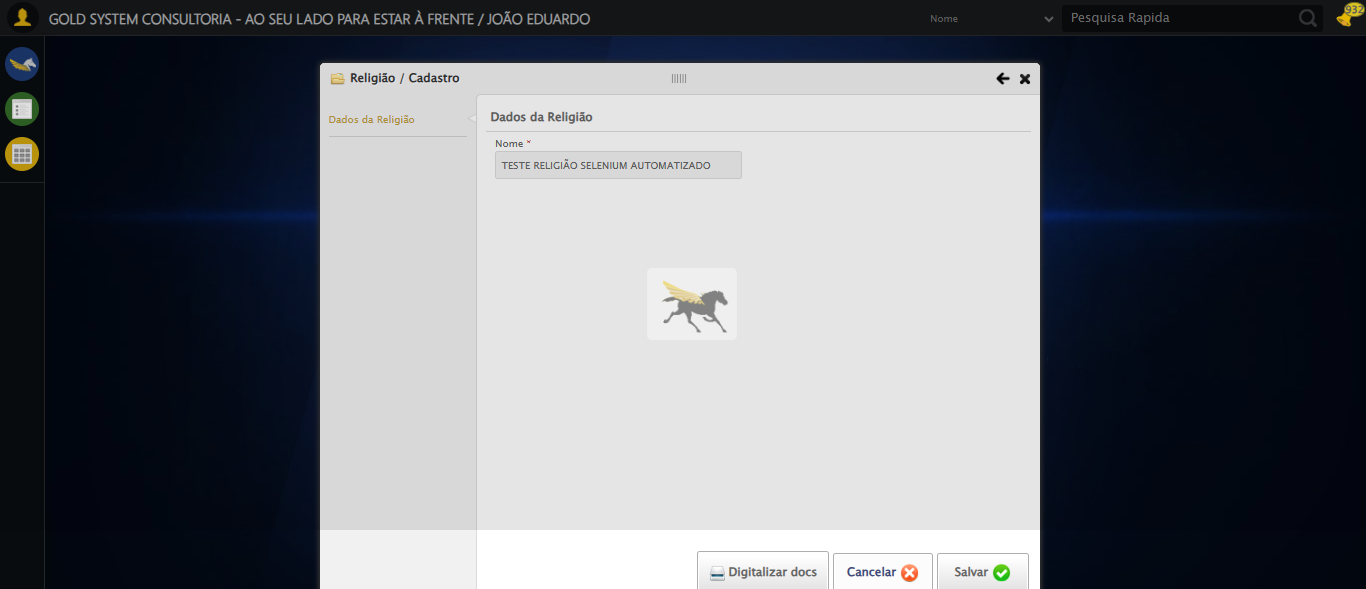 GOLD SYSTEM CONSULTORIA - AO SEU LADO PARA ESTAR À FRENTE / JOÃO EDUARDO
Nome
Pesquisa Rapida
932
Religião / Cadastro
Dados da Religião
Dados da Religião
Nome *
TESTE RELIGIÃO SELENIUM AUTOMATIZADO
Digitalizar docs
Cancelar
Salvar